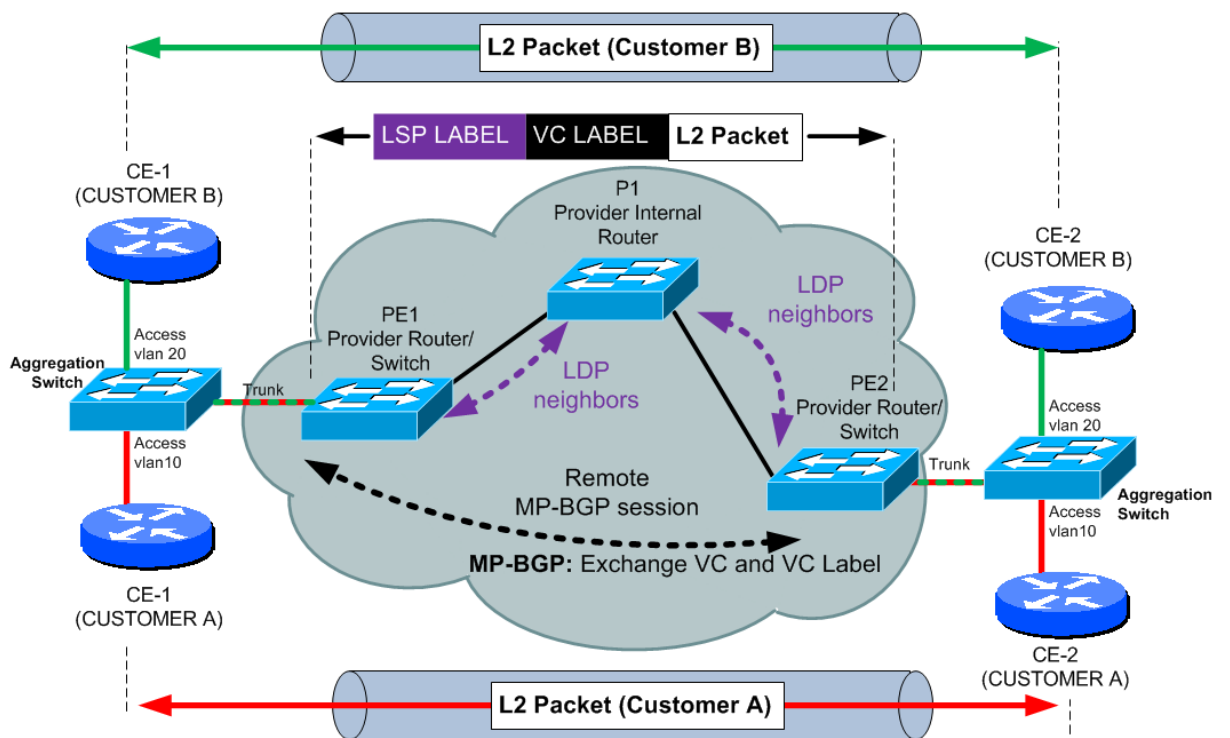 L2 Packet (Customer B)
LSP LABEL VC LABEL L2 Packet
CE-1
(CUSTOMER B)
P1
Provider Internal
Router
CE-2
(CUSTOMER B)
LDP
neighbors
PE1
Provider Router/
Switch
Access
vlan 20
Aggregation
Switch
Trunk
LDP
neighbors
PE2
Provider Router/
Switch
Access
vlan 20
Access
vlan10
Trunk
Remote
MP-BGP session
Aggregation
Switch
Access
vlan10
MP-BGP: Exchange VC and VC Label
CE-1
(CUSTOMER A)
CE-2
(CUSTOMER A)
L2 Packet (Customer A)